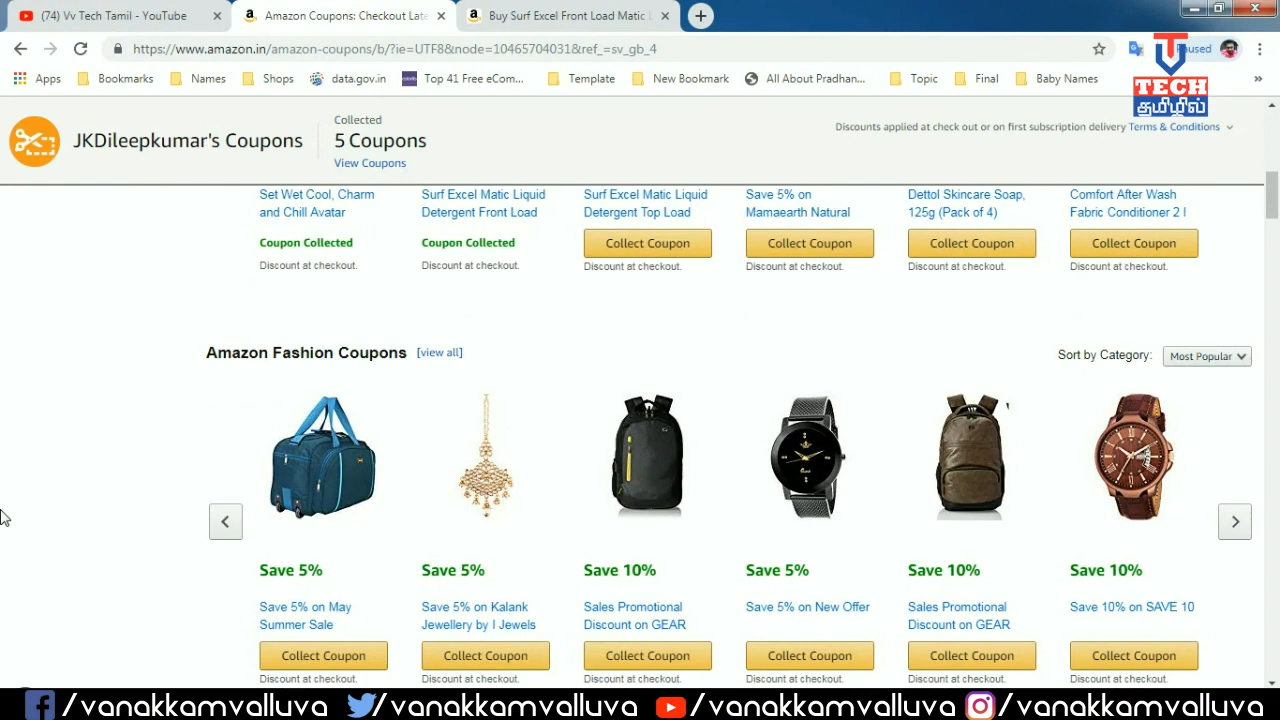 (74) Vv Tech Tamil - YouTube
Amazon Coupons: Checkout Late
Buy Surf Excel Front Load Matic L
https://www.amazon.in/amazon-coupons/b/?ie=UTF8&node=10465704031&ref_=sv_gb_4
Paused
Apps Bookmarks Names Shops data.gov.in Top 41 Free eCom... Template New Bookmark All About Pradhan... Topic Final Baby Names
TECH
தமிழில்
JKDileepkumar's Coupons
Collected
5 Coupons
View Coupons
Discounts applied at check out or on first subscription delivery Terms & Conditions
Set Wet Cool, Charm
and Chill Avatar
Coupon Collected
Discount at checkout.
Surf Excel Matic Liquid
Detergent Front Load
Coupon Collected
Discount at checkout.
Surf Excel Matic Liquid
Detergent Top Load
Collect Coupon
Discount at checkout.
Save 5% on
Mamaearth Natural
Collect Coupon
Discount at checkout.
Dettol Skincare Soap,
125g (Pack of 4)
Collect Coupon
Discount at checkout.
Comfort After Wash
Fabric Conditioner 2 l
Collect Coupon
Discount at checkout.
Amazon Fashion Coupons [view all]
Sort by Category: Most Popular
Save 5%
Save 5% on May
Summer Sale
Collect Coupon
Discount at checkout.
Save 5%
Save 5% on Kalank
Jewellery by I Jewels
Collect Coupon
Discount at checkout.
Save 10%
Sales Promotional
Discount on GEAR
Collect Coupon
Discount at checkout.
Save 5%
Save 5% on New Offer
Collect Coupon
Discount at checkout.
Save 10%
Sales Promotional
Discount on GEAR
Collect Coupon
Discount at checkout.
Save 10%
Save 10% on SAVE 10
Collect Coupon
Discount at checkout.
/vanakkamvalluva /vanakkamvalluva /vanakkamvalluva /vanakkamvalluva